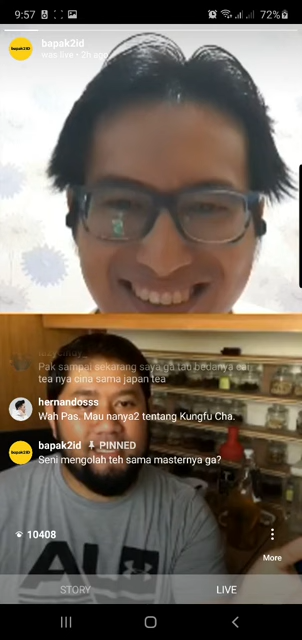 9:57
72%
bapak2id
bapak2id
was live • 2h ago
Pak sampai sekarang saya ga tau bedanya
tea nya cina sama japan tea
hernandosss
Wah Pas. Mau nanya2 tentang Kungfu Cha.
bapak2id
bapak2id PINNED
Seni mengolah teh sama masternya ga?
10408
More
STORY
LIVE